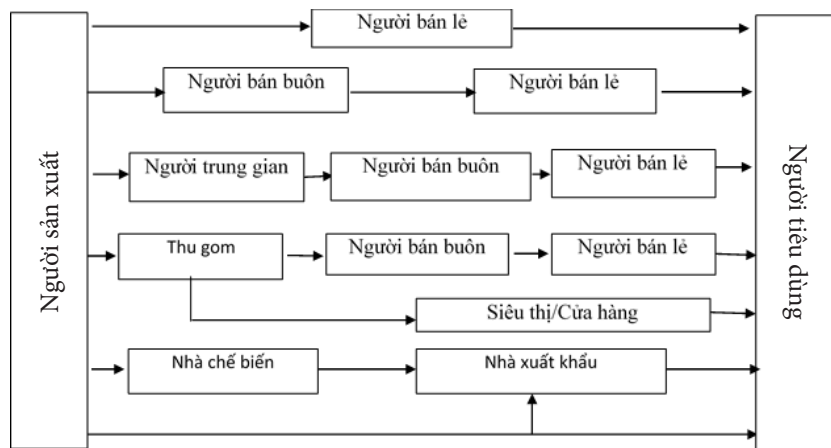 Người sản xuất
Người bán lẻ
Người bán buôn
Người bán lẻ
Người trung gian
Người bán buôn
Người bán lẻ
Thu gom
Người bán buôn
Người bán lẻ
Siêu thị/Cửa hàng
Nhà chế biến
Nhà xuất khẩu
Người tiêu dùng